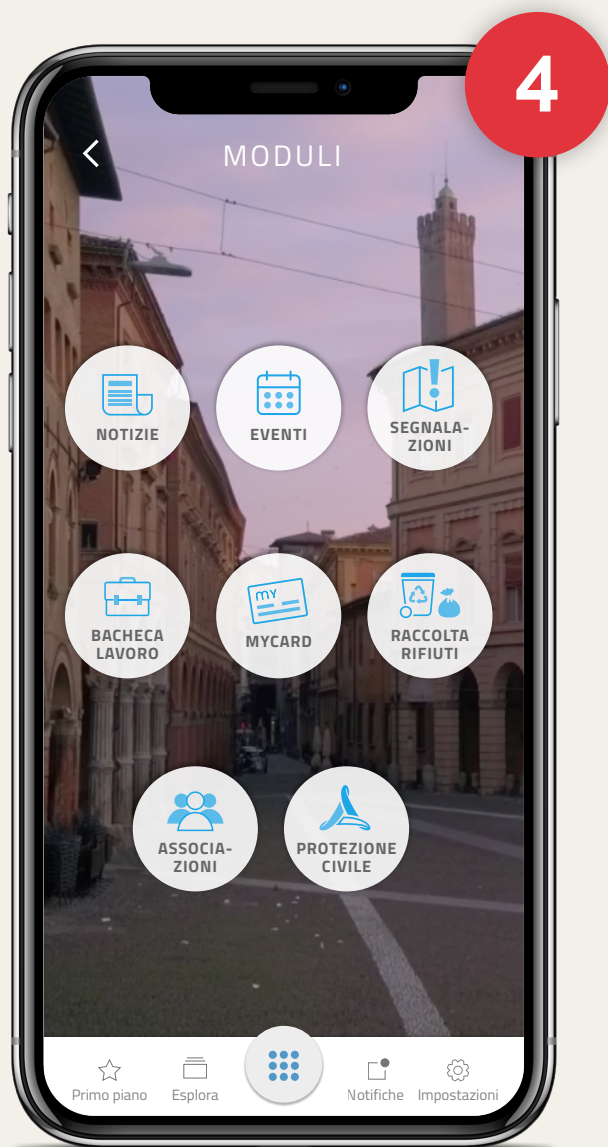 4
MODULI
NOTIZIE
EVENTI
SEGNALA-
ZIONI
BACHECA
LAVORO
MY
MYCARD
RACCOLTA
RIFIUTI
ASSOCIA-
ZIONI
PROTEZIONE
CIVILE
Primo piano
Esplora
Notifiche
Impostazioni